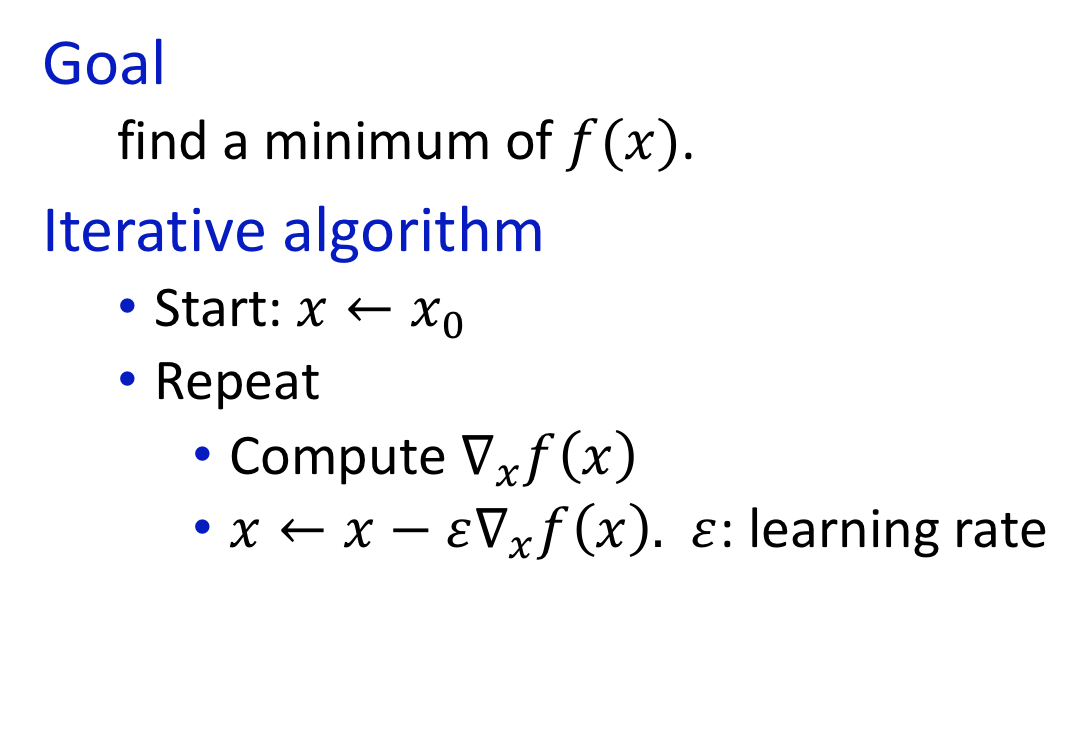 Goal
find a minimum of f(x).
Iterative algorithm
• Start: x ← x₀
• Repeat
• Compute ∇ₓf(x)
• x ← x − ε∇ₓf(x). ε: learning rate